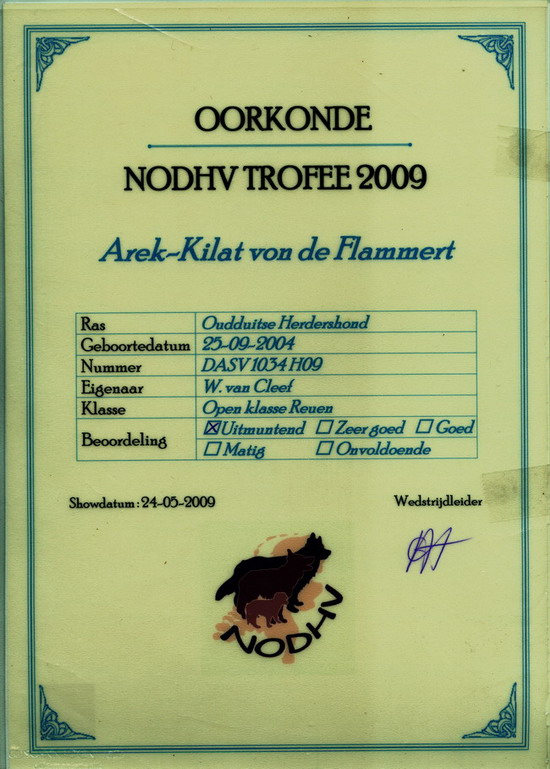 OORKONDE
NODHV TROFEE 2009
Arek~Kilat von de Flammert
Ras Oudduitse Herdershond
Geboortedatum 25-09-2004
Nummer DASV 1034 H09
Eigenaar W. van Cleef
Klasse Open klasse Reuen
Beoordeling ☒ Uitmuntend ☐ Zeer goed ☐ Goed
☐ Matig ☐ Onvoldoende
Showdatum : 24-05-2009 Wedstrijdleider
NODHV